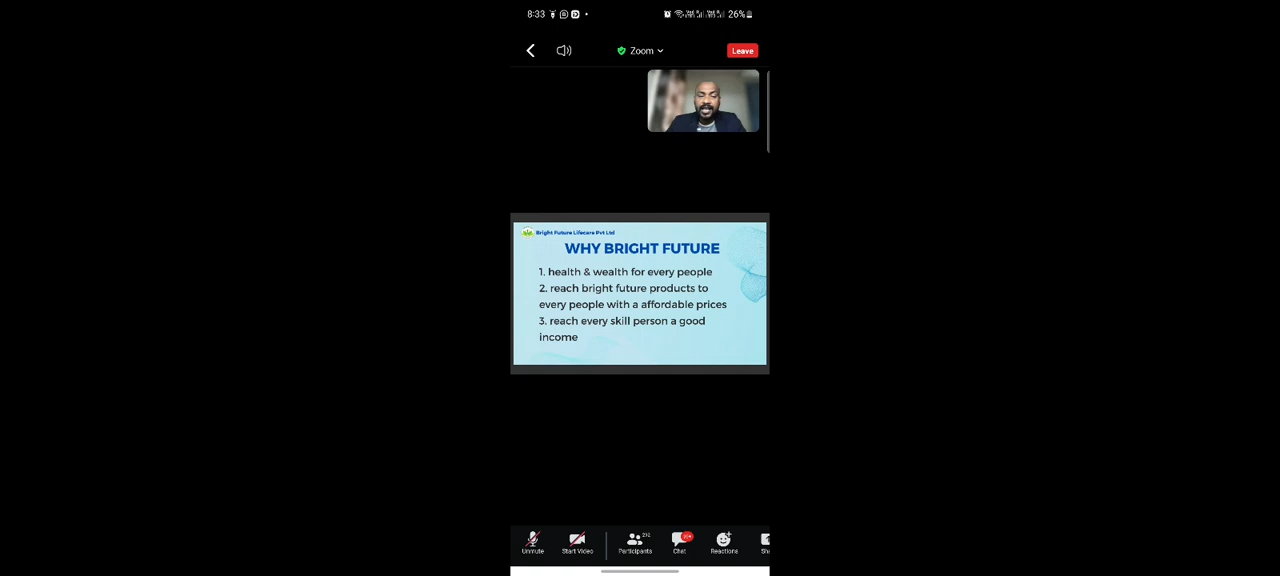 8:33
26%
Zoom
Leave
Bright Future Lifecare Pvt Ltd
WHY BRIGHT FUTURE
1. health & wealth for every people
2. reach bright future products to
every people with a affordable prices
3. reach every skill person a good
income
Unmute
Start Video
Participants
Chat
Reactions